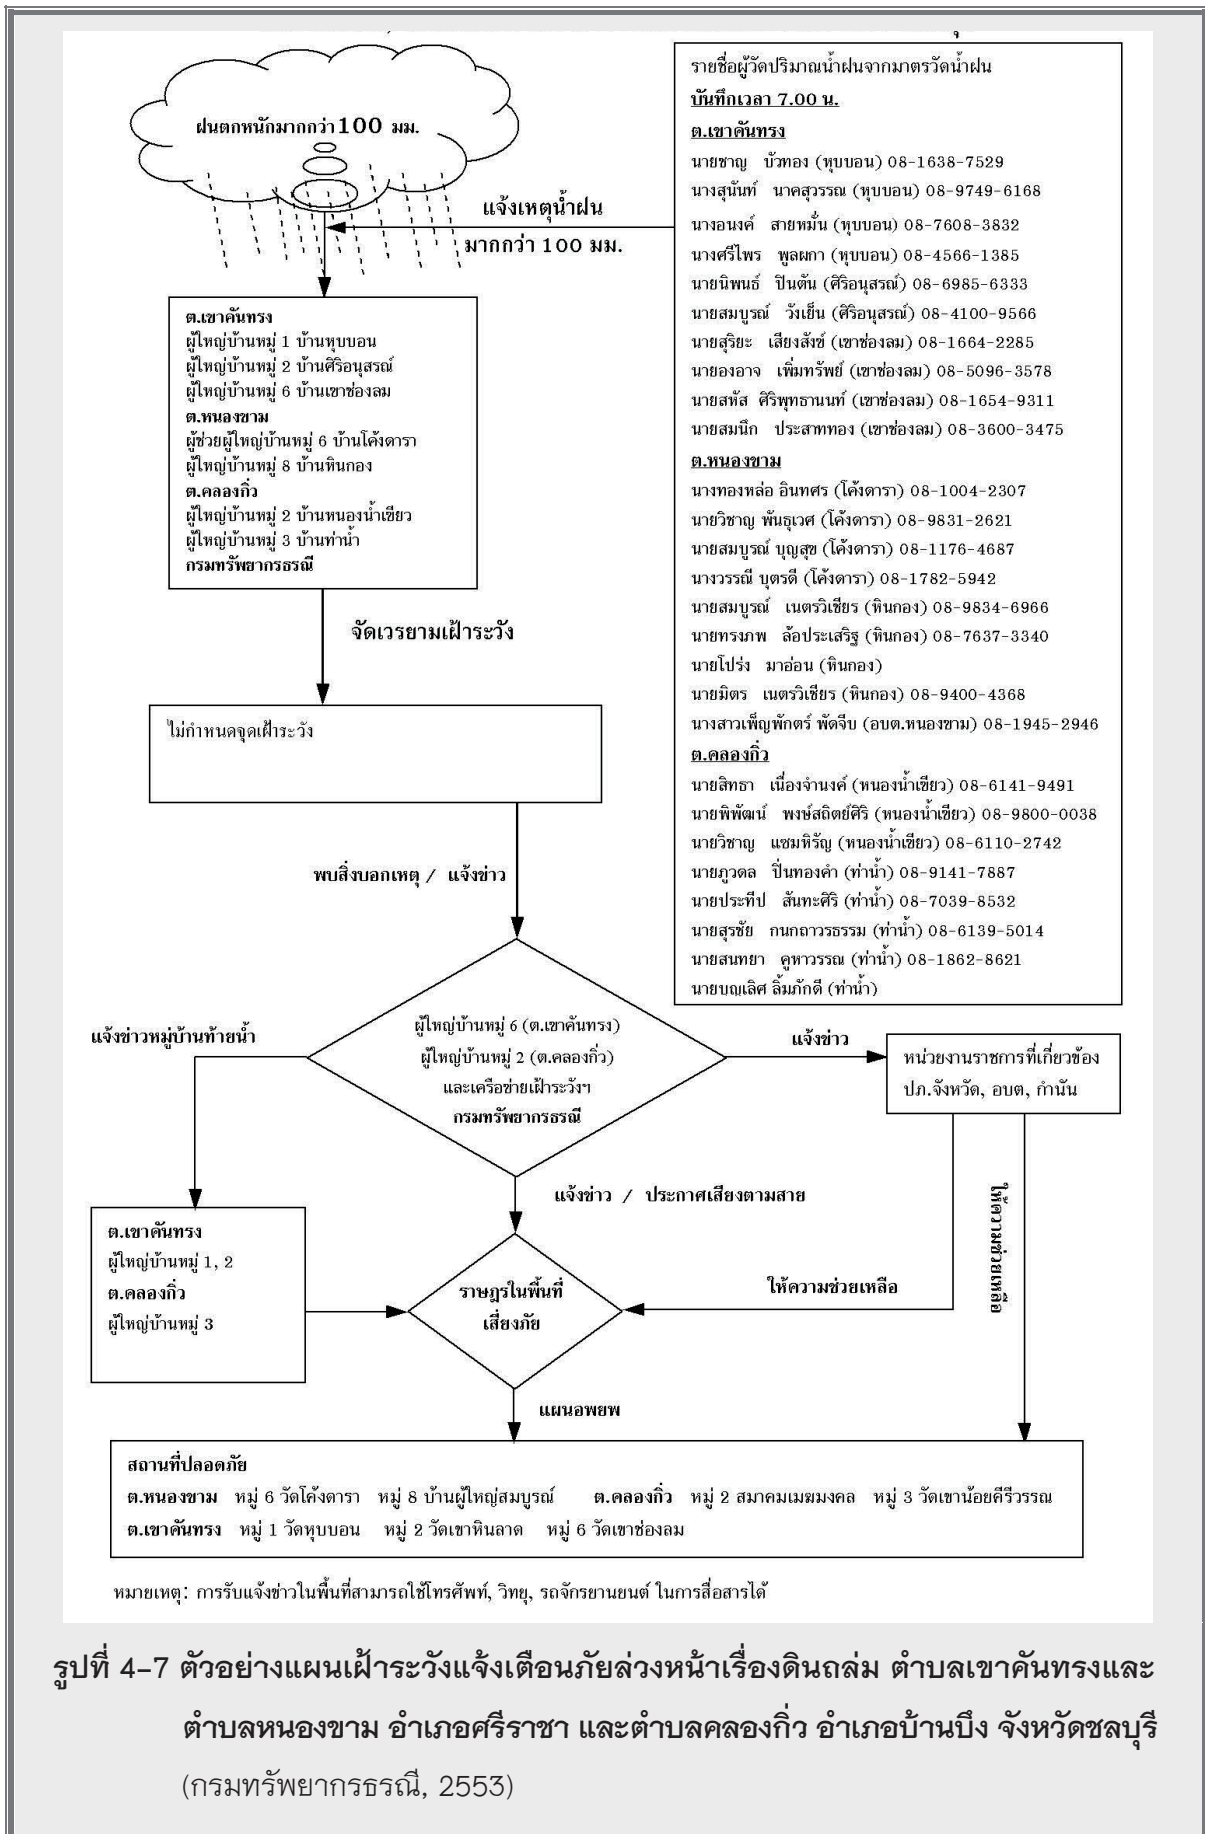 ฝนตกหนักมากกว่า 100 มม.
แจ้งเหตุน้ำฝน
มากกว่า 100 มม.
รายชื่อผู้วัดปริมาณน้ำฝนจากมาตรวัดน้ำฝน
บันทึกเวลา 7.00 น.
ต.เขาคันทรง
นายชาญ บัวทอง (หุบบอน) 08-1638-7529
นางสุนันท์ นาคสุวรรณ (หุบบอน) 08-9749-6168
นางอนงค์ สายหมั่น (หุบบอน) 08-7608-3832
นางศรีไพร พูลผกา (หุบบอน) 08-4566-1385
นายนิพนธ์ ปินตัน (ศิริอนุสรณ์) 08-6985-6333
นายสมบูรณ์ วังเย็น (ศิริอนุสรณ์) 08-4100-9566
นายสุริยะ เสียงสังข์ (เขาช่องลม) 08-1664-2285
นายองอาจ เพิ่มทรัพย์ (เขาช่องลม) 08-5096-3578
นายสหัส ศิริพุทธานนท์ (เขาช่องลม) 08-1654-9311
นายสมนึก ประสาททอง (เขาช่องลม) 08-3600-3475
ต.หนองขาม
นางทองหล่อ อินทศร (โค้งดารา) 08-1004-2307
นายวิชาญ พันธุเวศ (โค้งดารา) 08-9831-2621
นายสมบูรณ์ บุญสุข (โค้งดารา) 08-1176-4687
นางวรรณี บุตรดี (โค้งดารา) 08-1782-5942
นายสมบูรณ์ เนตรวิเชียร (หินกอง) 08-9834-6966
นายทรงภพ ล้อประเสริฐ (หินกอง) 08-7637-3340
นายโปร่ง มาอ่อน (หินกอง)
นายมิตร เนตรวิเชียร (หินกอง) 08-9400-4368
นางสาวเพ็ญพักตร์ พัดจีบ (อบต.หนองขาม) 08-1945-2946
ต.คลองกิ่ว
นายสิทธา เนื่องจำนงค์ (หนองน้ำเขียว) 08-6141-9491
นายพิพัฒน์ พงษ์สถิตย์ศิริ (หนองน้ำเขียว) 08-9800-0038
นายวิชาญ แซมหิรัญ (หนองน้ำเขียว) 08-6110-2742
นายภูวดล ปิ่นทองคำ (ท่าน้ำ) 08-9141-7887
นายประทีป สันทะศิริ (ท่าน้ำ) 08-7039-8532
นายสุรชัย กนกถาวรธรรม (ท่าน้ำ) 08-6139-5014
นายสนทยา คูหาวรรณ (ท่าน้ำ) 08-1862-8621
นายบุญเลิศ ลิ้มภักดี (ท่าน้ำ)
ต.เขาคันทรง
ผู้ใหญ่บ้านหมู่ 1 บ้านหุบบอน
ผู้ใหญ่บ้านหมู่ 2 บ้านศิริอนุสรณ์
ผู้ใหญ่บ้านหมู่ 6 บ้านเขาช่องลม
ต.หนองขาม
ผู้ช่วยผู้ใหญ่บ้านหมู่ 6 บ้านโค้งดารา
ผู้ใหญ่บ้านหมู่ 8 บ้านหินกอง
ต.คลองกิ่ว
ผู้ใหญ่บ้านหมู่ 2 บ้านหนองน้ำเขียว
ผู้ใหญ่บ้านหมู่ 3 บ้านท่าน้ำ
กรมทรัพยากรธรณี
จัดเวรยามเฝ้าระวัง
ไม่กำหนดจุดเฝ้าระวัง
พบสิ่งบอกเหตุ / แจ้งข่าว
ผู้ใหญ่บ้านหมู่ 6 (ต.เขาคันทรง)
ผู้ใหญ่บ้านหมู่ 2 (ต.คลองกิ่ว)
และเครือข่ายเฝ้าระวังฯ
กรมทรัพยากรธรณี
แจ้งข่าวหมู่บ้านท้ายน้ำ
แจ้งข่าว
หน่วยงานราชการที่เกี่ยวข้อง
ปภ.จังหวัด, อบต, กำนัน
แจ้งข่าว / ประกาศเสียงตามสาย
ต.เขาคันทรง
ผู้ใหญ่บ้านหมู่ 1, 2
ต.คลองกิ่ว
ผู้ใหญ่บ้านหมู่ 3
ราษฎรในพื้นที่
เสี่ยงภัย
ให้ความช่วยเหลือ
ให้ความช่วยเหลือ
แผนอพยพ
สถานที่ปลอดภัย
ต.หนองขาม หมู่ 6 วัดโค้งดารา หมู่ 8 บ้านผู้ใหญ่สมบูรณ์ ต.คลองกิ่ว หมู่ 2 สมาคมเมฆมงคล หมู่ 3 วัดเขาน้อยคีรีวรรณ
ต.เขาคันทรง หมู่ 1 วัดหุบบอน หมู่ 2 วัดเขาหินลาด หมู่ 6 วัดเขาช่องลม
หมายเหตุ: การรับแจ้งข่าวในพื้นที่สามารถใช้โทรศัพท์, วิทยุ, รถจักรยานยนต์ ในการสื่อสารได้
รูปที่ 4-7 ตัวอย่างแผนเฝ้าระวังแจ้งเตือนภัยล่วงหน้าเรื่องดินถล่ม ตำบลเขาคันทรงและ
ตำบลหนองขาม อำเภอศรีราชา และตำบลคลองกิ่ว อำเภอบ้านบึง จังหวัดชลบุรี
(กรมทรัพยากรธรณี, 2553)